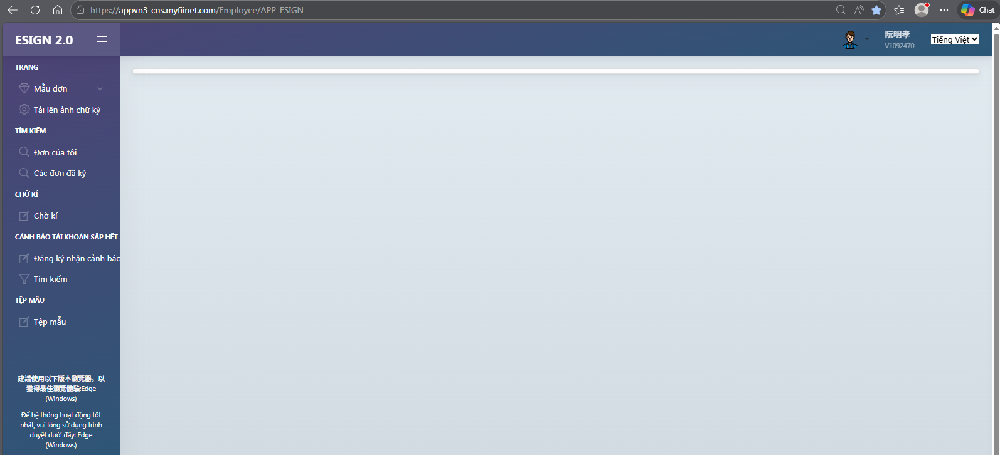 https://appvn3-cns.myfiinet.com/Employee/APP_ESIGN
Chat
ESIGN 2.0
阮明孝
V1092470
Tiếng Việt
TRANG
Mẫu đơn
Tải lên ảnh chữ ký
TÌM KIẾM
Đơn của tôi
Các đơn đã ký
CHỜ KÍ
Chờ kí
CẢNH BÁO TÀI KHOẢN SẮP HẾT
Đăng ký nhận cảnh báo
Tìm kiếm
TỆP MẪU
Tệp mẫu
建議使用以下版本瀏覽器，以
獲得最佳瀏覽體驗:Edge
(Windows)
Để hệ thống hoạt động tốt
nhất, vui lòng sử dụng trình
duyệt dưới đây: Edge
(Windows)